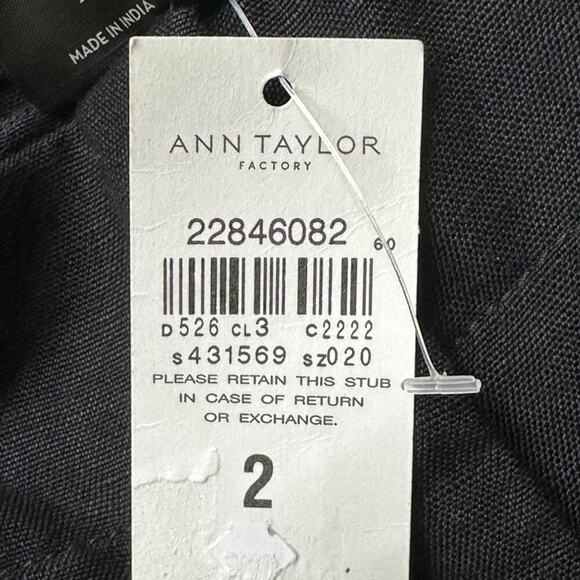 MADE IN INDIA
ANN TAYLOR
FACTORY
22846082 60
D526 CL3 C2222
S431569 SZ020
PLEASE RETAIN THIS STUB
IN CASE OF RETURN
OR EXCHANGE.
2